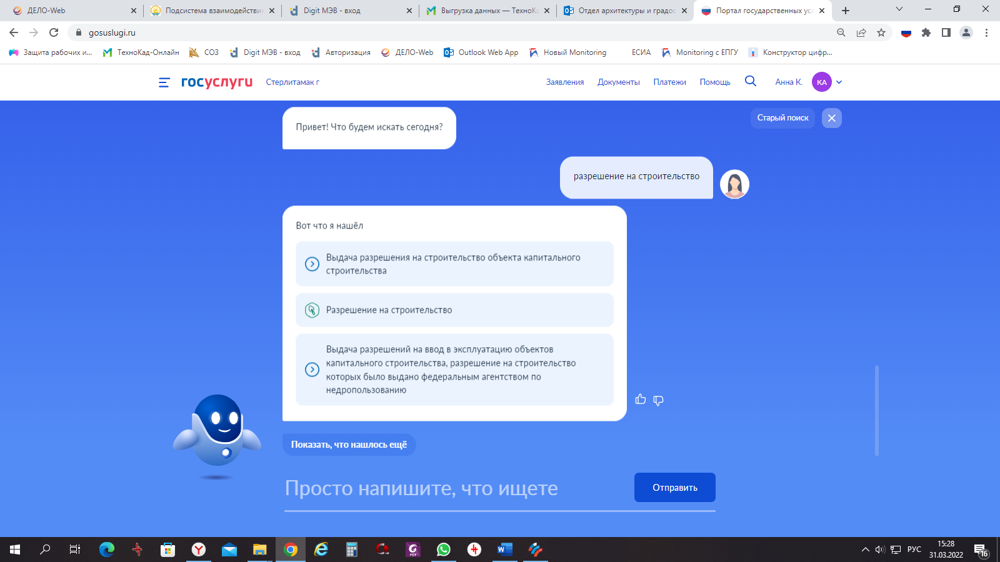 ДЕЛО-Web
Подсистема взаимодействия
Digit МЭВ - вход
Выгрузка данных — ТехноКа
Отдел архитектуры и градос
Портал государственных усл
gosuslugi.ru
Защита рабочих и...
ТехноКад-Онлайн
СОЗ
Digit МЭВ - вход
Авторизация
ДЕЛО-Web
Outlook Web App
Новый Monitoring
ЕСИА
Monitoring с ЕПГУ
Конструктор цифр...
госуслуги
Стерлитамак г
Заявления
Документы
Платежи
Помощь
Анна К.
КА
Старый поиск
Привет! Что будем искать сегодня?
разрешение на строительство
Вот что я нашёл
Выдача разрешения на строительство объекта капитального
строительства
Разрешение на строительство
Выдача разрешений на ввод в эксплуатацию объектов
капитального строительства, разрешение на строительство
которых было выдано федеральным агентством по
недропользованию
Показать, что нашлось ещё
Просто напишите, что ищете
Отправить
РУС
15:28
31.03.2022
16